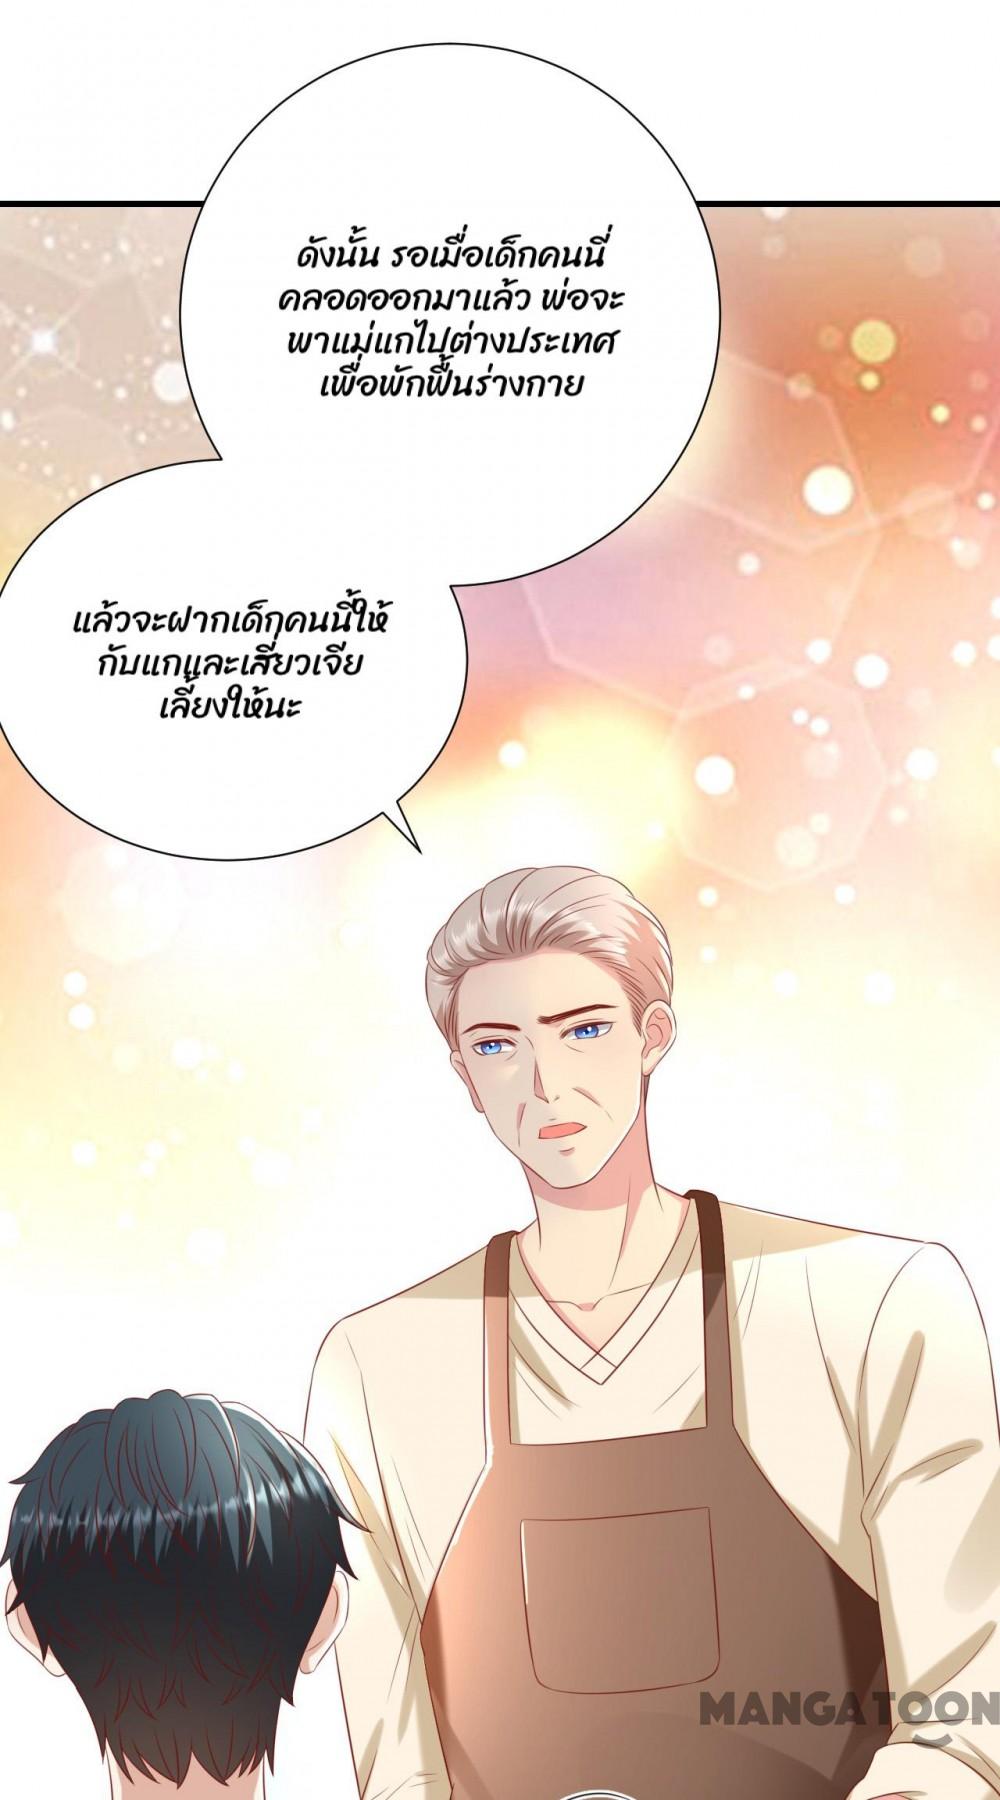 ดังนั้น รอเมื่อเด็กคนนี่
คลอดออกมาแล้ว พ่อจะ
พาแม่แกไปต่างประเทศ
เพื่อพักฟื้นร่างกาย
แล้วจะฝากเด็กคนนี้ให้
กับแกและเสี่ยวเจีย
เลี้ยงให้นะ
MANGATOON